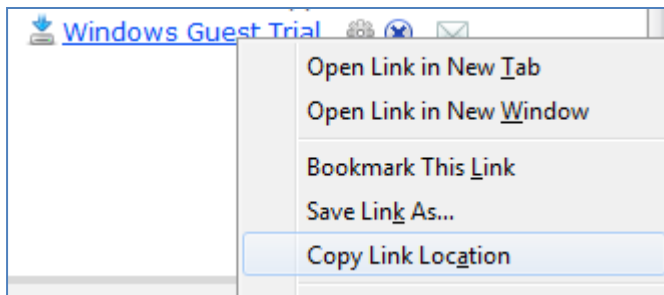 Windows Guest Trial
Open Link in New Tab
Open Link in New Window
Bookmark This Link
Save Link As...
Copy Link Location